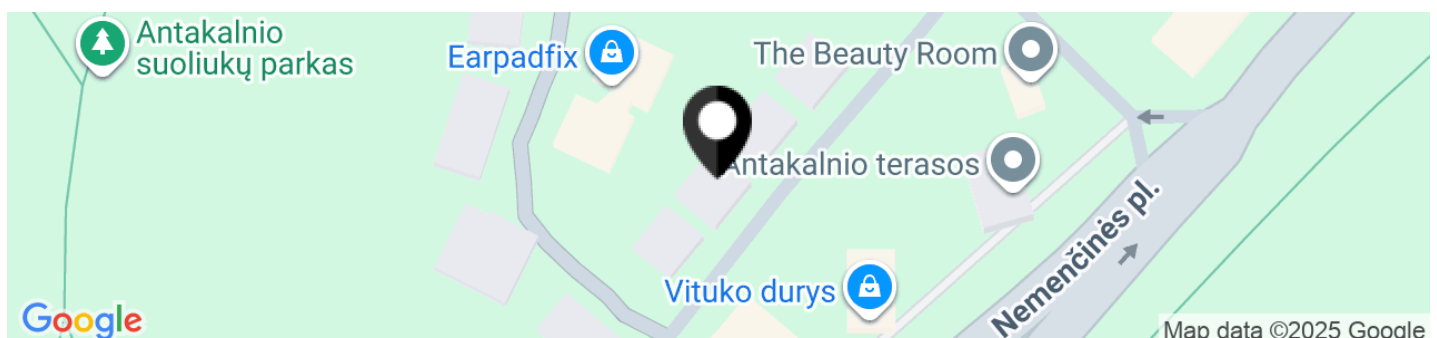 Antakalnio
suoliukų parkas
Earpadfix
The Beauty Room
Antakalnio terasos
Vituko durys
Nemenčinės pl.
Google
Map data ©2025 Google